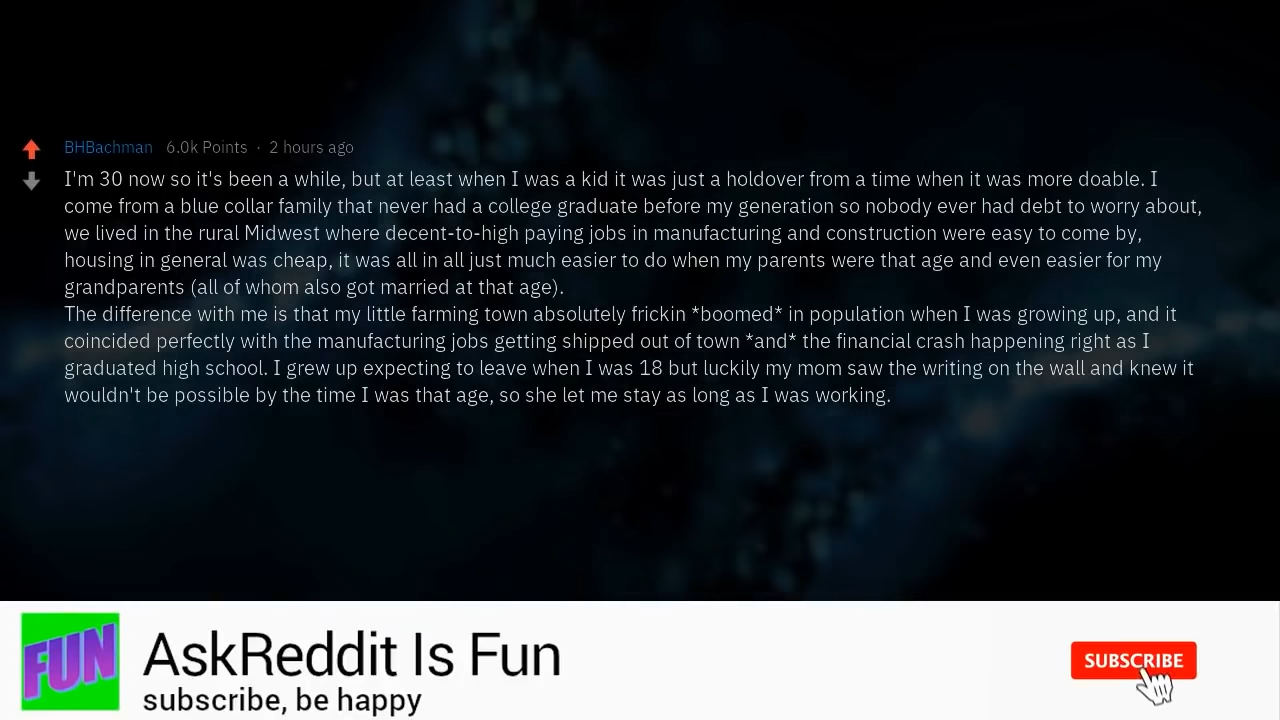 BHBachman 6.0k Points · 2 hours ago
I'm 30 now so it's been a while, but at least when I was a kid it was just a holdover from a time when it was more doable. I
come from a blue collar family that never had a college graduate before my generation so nobody ever had debt to worry about,
we lived in the rural Midwest where decent-to-high paying jobs in manufacturing and construction were easy to come by,
housing in general was cheap, it was all in all just much easier to do when my parents were that age and even easier for my
grandparents (all of whom also got married at that age).
The difference with me is that my little farming town absolutely frickin *boomed* in population when I was growing up, and it
coincided perfectly with the manufacturing jobs getting shipped out of town *and* the financial crash happening right as I
graduated high school. I grew up expecting to leave when I was 18 but luckily my mom saw the writing on the wall and knew it
wouldn't be possible by the time I was that age, so she let me stay as long as I was working.
FUN
AskReddit Is Fun
subscribe, be happy
SUBSCRIBE